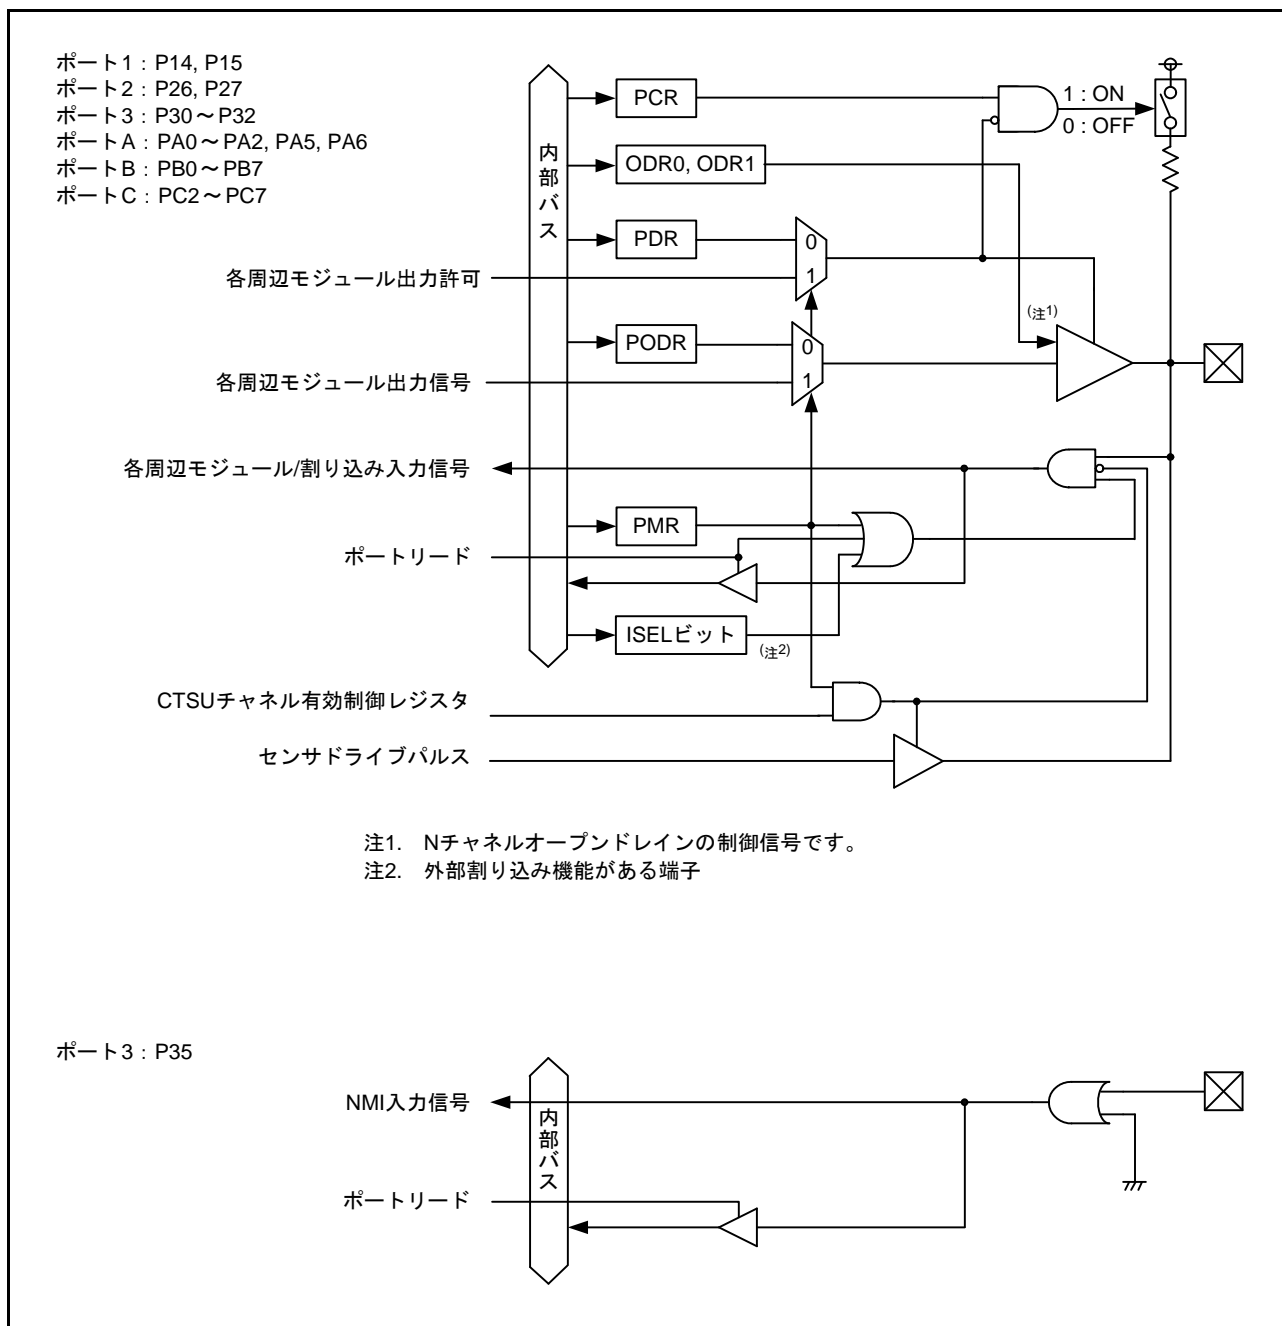 ポート1 : P14, P15
ポート2 : P26, P27
ポート3 : P30～P32
ポートA : PA0～PA2, PA5, PA6
ポートB : PB0～PB7
ポートC : PC2～PC7
内部バス
PCR
1 : ON
0 : OFF
ODR0, ODR1
PDR
0
1
各周辺モジュール出力許可
(注1)
PODR
0
1
各周辺モジュール出力信号
各周辺モジュール/割り込み入力信号
PMR
ポートリード
ISELビット
(注2)
CTSUチャネル有効制御レジスタ
センサドライブパルス
注1. Nチャネルオープンドレインの制御信号です。
注2. 外部割り込み機能がある端子
ポート3 : P35
NMI入力信号
内部バス
ポートリード